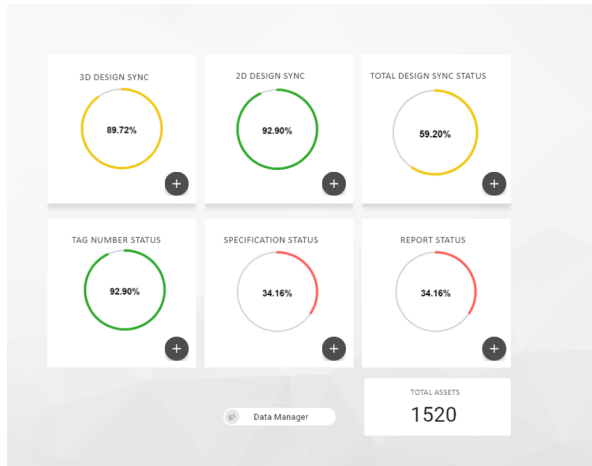 3D DESIGN SYNC
89.72%
2D DESIGN SYNC
92.90%
TOTAL DESIGN SYNC STATUS
59.20%
TAG NUMBER STATUS
92.90%
SPECIFICATION STATUS
34.16%
REPORT STATUS
34.16%
Data Manager
TOTAL ASSETS
1520